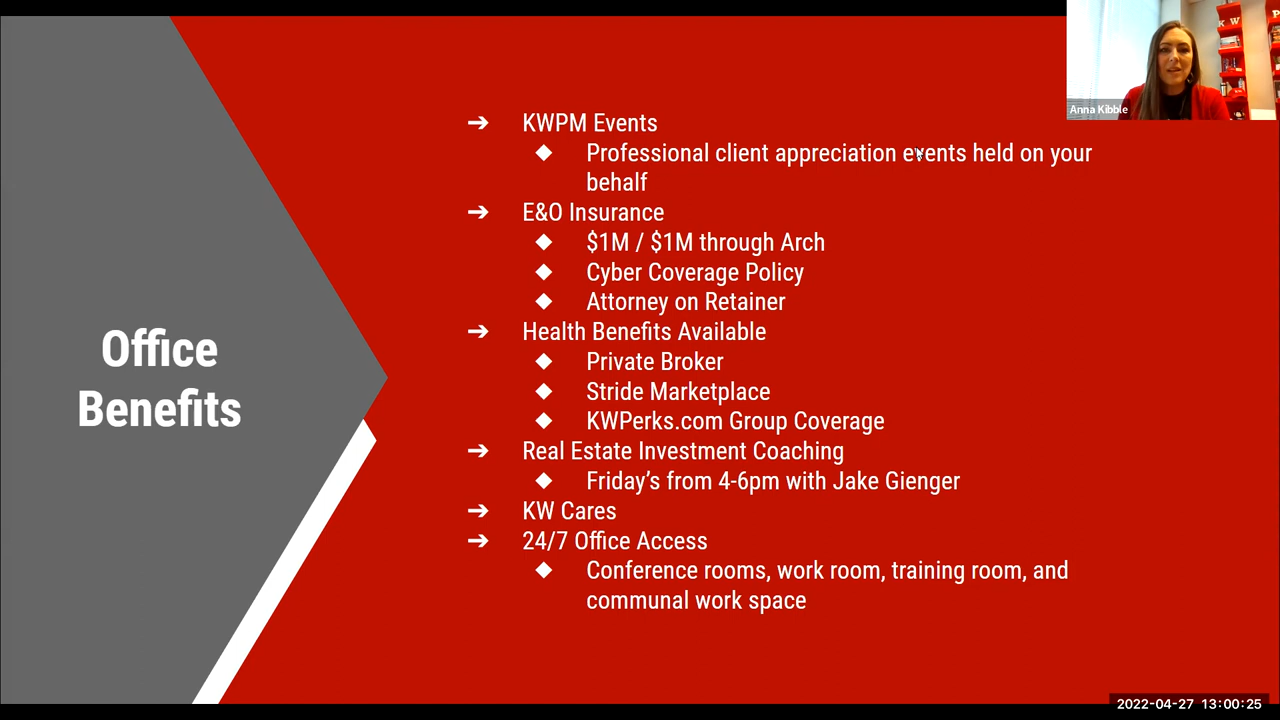 Office
Benefits
➔ KWPM Events
◆ Professional client appreciation events held on your
behalf
➔ E&O Insurance
◆ $1M / $1M through Arch
◆ Cyber Coverage Policy
◆ Attorney on Retainer
➔ Health Benefits Available
◆ Private Broker
◆ Stride Marketplace
◆ KWPerks.com Group Coverage
➔ Real Estate Investment Coaching
◆ Friday's from 4-6pm with Jake Gienger
➔ KW Cares
➔ 24/7 Office Access
◆ Conference rooms, work room, training room, and
communal work space
K W
Anna Kibble
2022-04-27 13:00:25